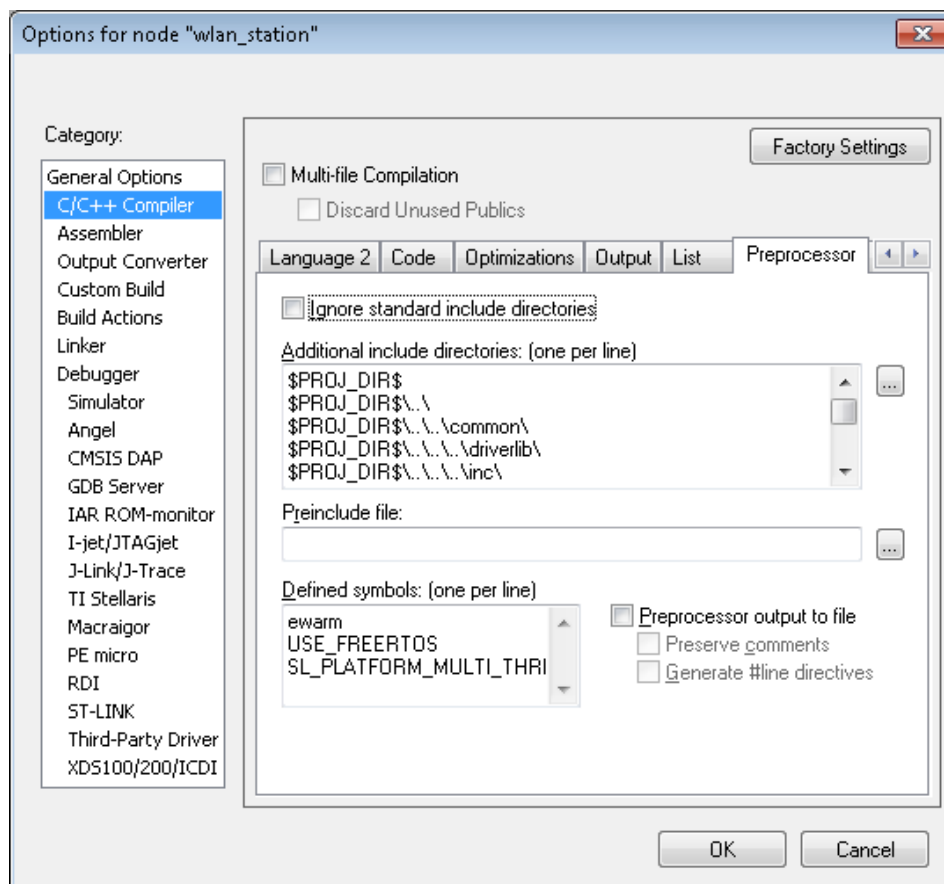 Options for node "wlan_station"
Category:
General Options
C/C++ Compiler
Assembler
Output Converter
Custom Build
Build Actions
Linker
Debugger
Simulator
Angel
CMSIS DAP
GDB Server
IAR ROM-monitor
I-jet/JTAGjet
J-Link/J-Trace
TI Stellaris
Macraigor
PE micro
RDI
ST-LINK
Third-Party Driver
XDS100/200/ICDI
Factory Settings
Multi-file Compilation
Discard Unused Publics
Language 2 Code Optimizations Output List Preprocessor
Ignore standard include directories
Additional include directories: (one per line)
$PROJ_DIR$
$PROJ_DIR$\..\
$PROJ_DIR$\..\..\common\
$PROJ_DIR$\..\..\..\..\driverlib\
$PROJ_DIR$\..\..\..\..\inc\
...
Preinclude file:
...
Defined symbols: (one per line)
ewarm
USE_FREERTOS
SL_PLATFORM_MULTI_THRI
Preprocessor output to file
Preserve comments
Generate #line directives
OK Cancel